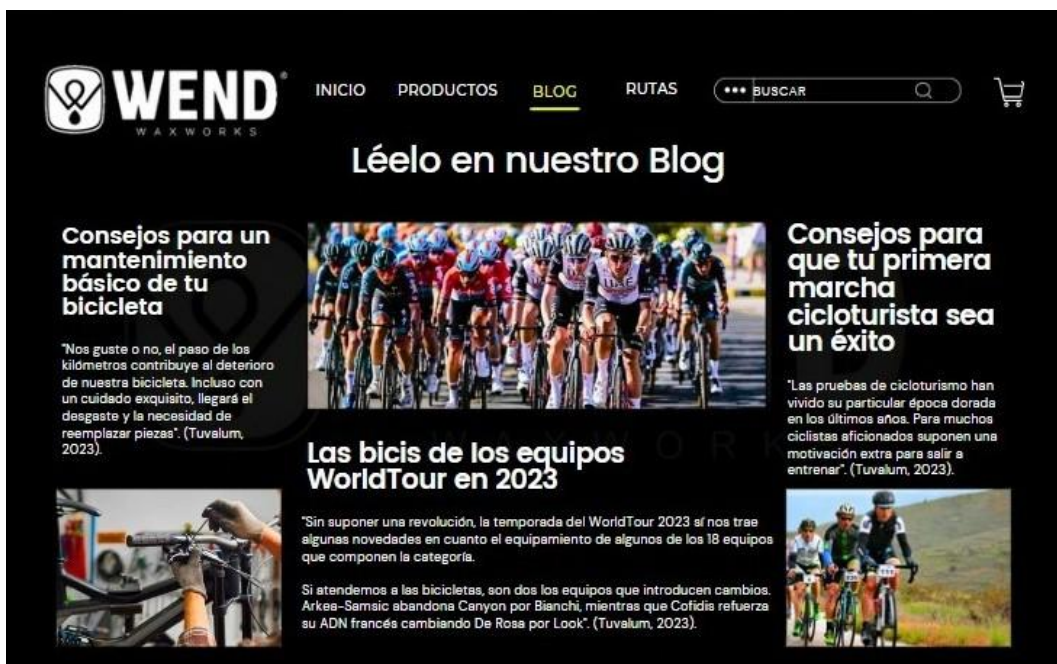 WEND®
WAXWORKS
INICIO PRODUCTOS BLOG RUTAS ••• BUSCAR
Léelo en nuestro Blog
Consejos para un
mantenimiento
básico de tu
bicicleta
"Nos guste o no, el paso de los
kilómetros contribuye al deterioro
de nuestra bicicleta. Incluso con
un cuidado exquisito, llegará el
desgaste y la necesidad de
reemplazar piezas". (Tuvalum,
2023).
UAE
Las bicis de los equipos
WorldTour en 2023
"Sin suponer una revolución, la temporada del WorldTour 2023 sí nos trae
algunas novedades en cuanto el equipamiento de algunos de los 18 equipos
que componen la categoría.
Si atendemos a las bicicletas, son dos los equipos que introducen cambios.
Arkea-Samsic abandona Canyon por Bianchi, mientras que Cofidis refuerza
su ADN francés cambiando De Rosa por Look". (Tuvalum, 2023).
Consejos para
que tu primera
marcha
cicloturista sea
un éxito
"Las pruebas de cicloturismo han
vivido su particular época dorada
en los últimos años. Para muchos
ciclistas aficionados suponen una
motivación extra para salir a
entrenar". (Tuvalum, 2023).